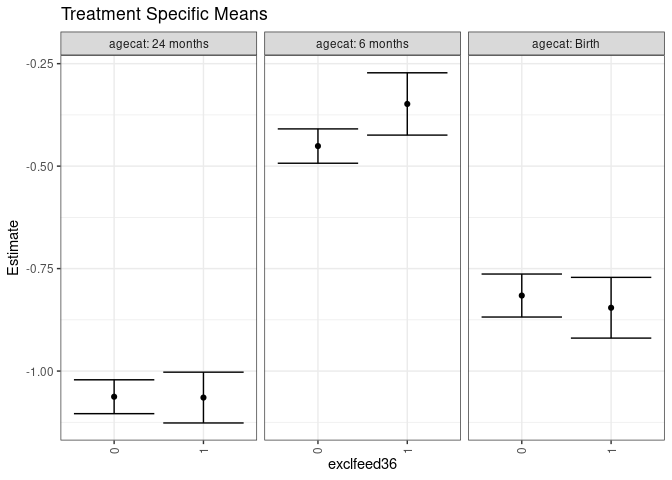 Treatment Specific Means
agecat: 24 months
agecat: 6 months
agecat: Birth
Estimate
-0.25
-0.50
-0.75
-1.00
0
1
0
1
0
1
exclfeed36